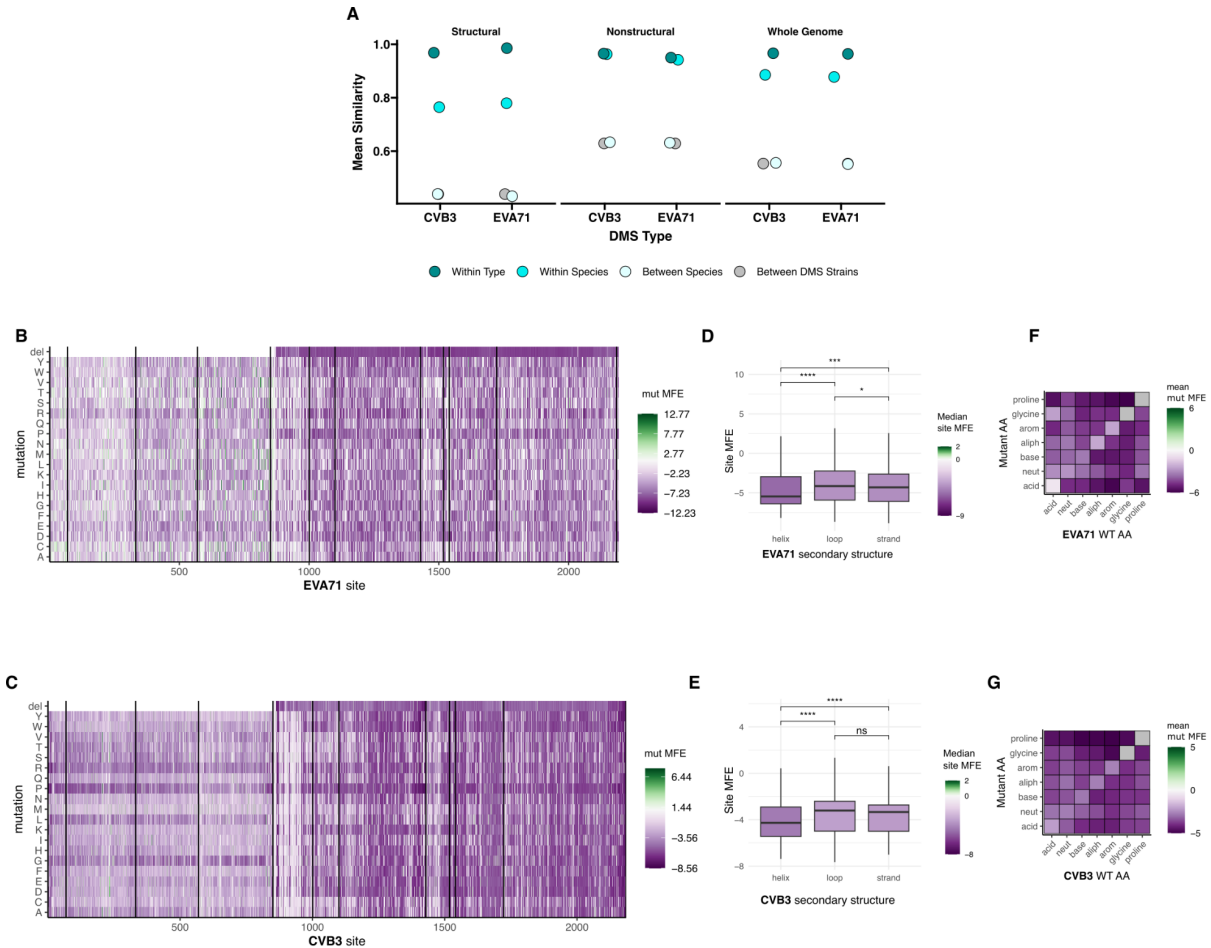 A
Structural
Nonstructural
Whole Genome
Mean Similarity
1.0
0.8
0.6
CVB3
EVA71
CVB3
EVA71
CVB3
EVA71
DMS Type
Within Type
Within Species
Between Species
Between DMS Strains
B
mutation
del
Y
W
V
T
S
R
Q
P
N
M
L
K
I
H
G
F
E
D
C
A
500
1000
1500
2000
EVA71 site
mut MFE
12.77
7.77
2.77
−2.23
−7.23
−12.23
D
Site MFE
10
5
0
−5
***
****
*
helix
loop
strand
EVA71 secondary structure
Median
site MFE
2
0
−9
F
Mutant AA
proline
glycine
arom
aliph
base
neut
acid
acid
neut
base
aliph
arom
glycine
proline
EVA71 WT AA
mean
mut MFE
6
3
0
−3
−6
C
mutation
del
Y
W
V
T
S
R
Q
P
N
M
L
K
I
H
G
F
E
D
C
A
500
1000
1500
2000
CVB3 site
mut MFE
6.44
1.44
−3.56
−8.56
E
Site MFE
4
0
−4
−8
****
****
ns
helix
loop
strand
CVB3 secondary structure
Median
site MFE
2
0
−8
G
Mutant AA
proline
glycine
arom
aliph
base
neut
acid
acid
neut
base
aliph
arom
glycine
proline
CVB3 WT AA
mean
mut MFE
5
0
−5